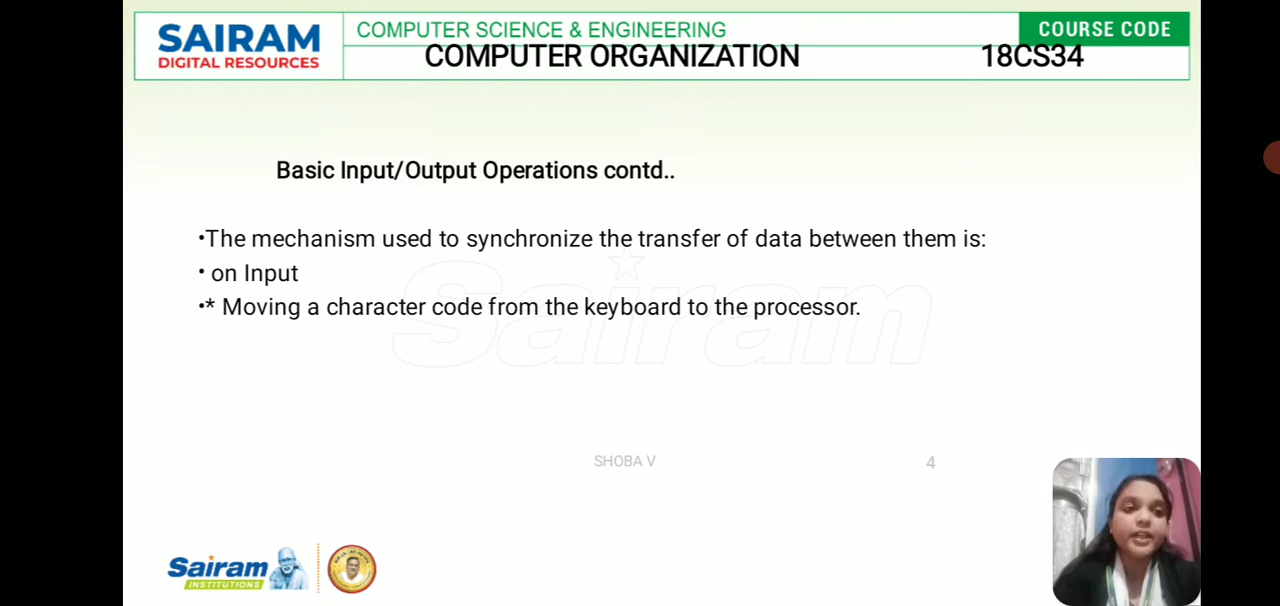 SAIRAM
DIGITAL RESOURCES
COMPUTER SCIENCE & ENGINEERING
COURSE CODE
COMPUTER ORGANIZATION
18CS34
Basic Input/Output Operations contd..
•The mechanism used to synchronize the transfer of data between them is:
• on Input
•* Moving a character code from the keyboard to the processor.
Sairam
SHOBA V
4
Sairam
INSTITUTIONS